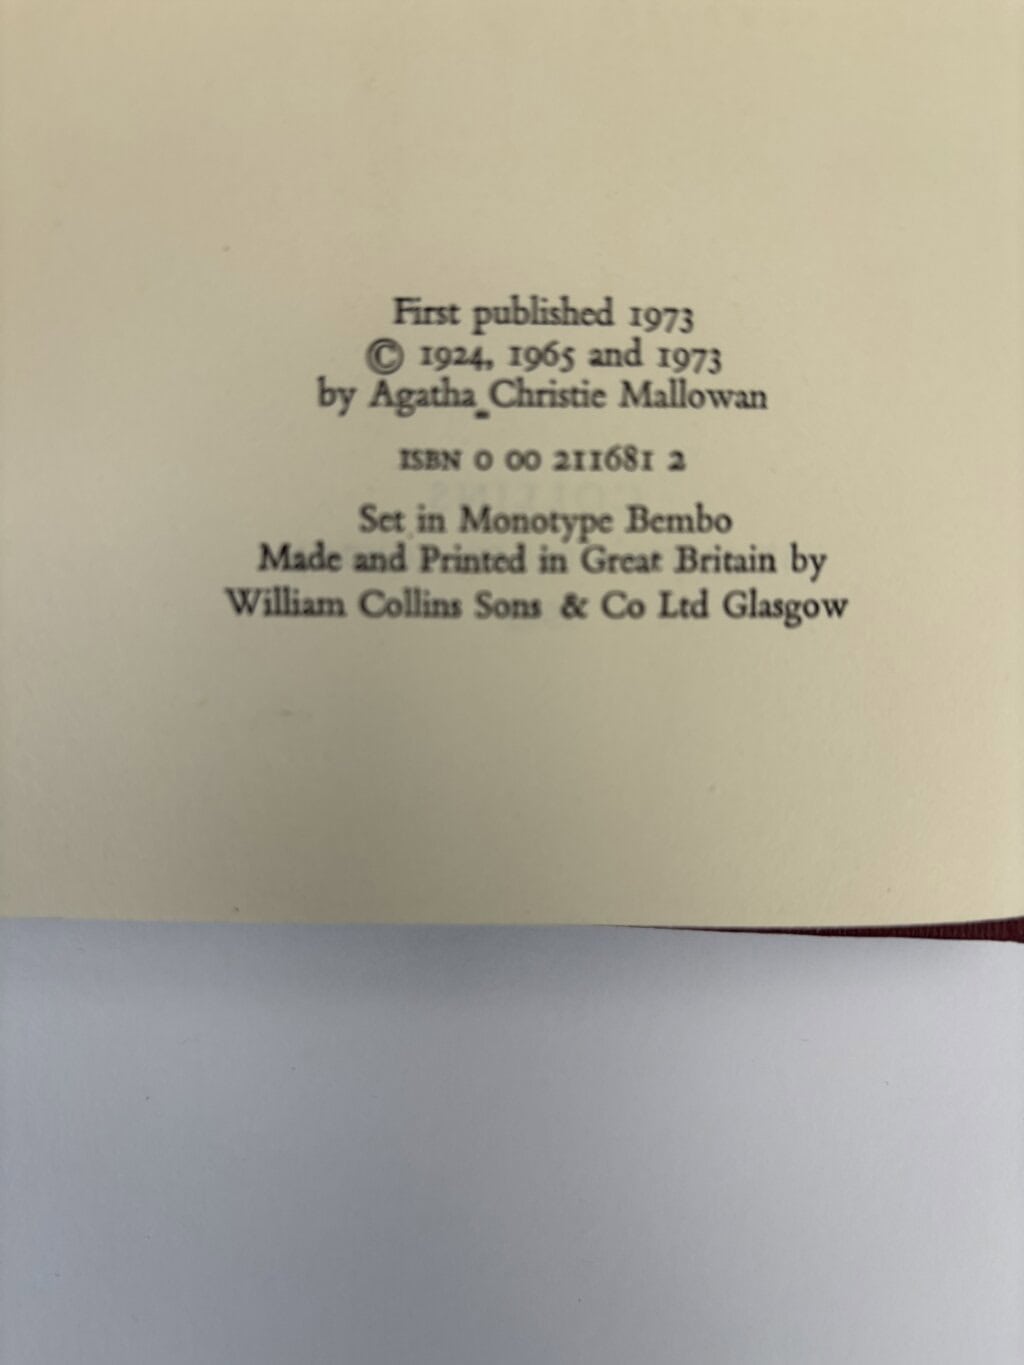 First published 1973
© 1924, 1965 and 1973
by Agatha Christie Mallowan
ISBN 0 00 211681 2
Set in Monotype Bembo
Made and Printed in Great Britain by
William Collins Sons & Co Ltd Glasgow